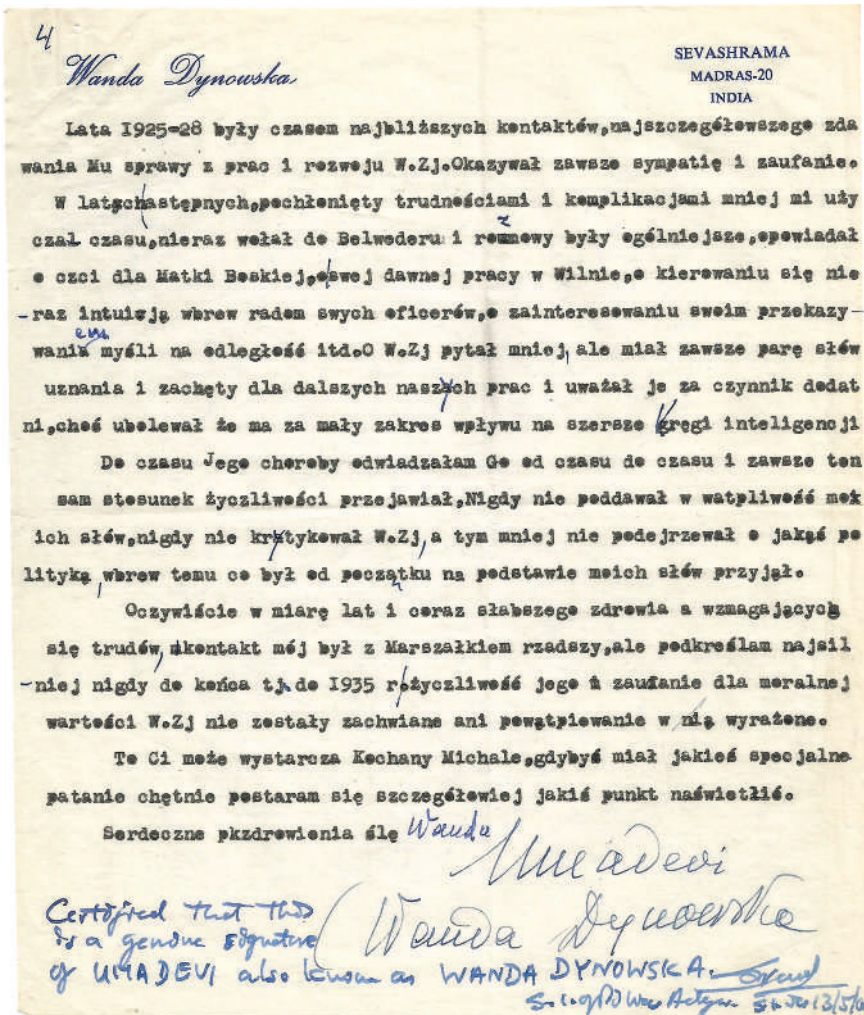 4
Wanda Dynowska
SEVASHRAMA
MADRAS-20
INDIA
Lata I925-28 były czasem najbliższych kontaktów,najszczegółowszego zda
wania Mu sprawy z prac i rozwoju W.Zj.Okazywał zawsze sympatię i zaufanie.
W latach następnych,pochłonięty trudnościami i komplikacjami mniej mi uży
czał czasu,nieraz wołał do Belwederu i rozmowy były ogólniejsze,opowiadał
o czci dla Matki Boskiej,o swej dawnej pracy w Wilnie,o kierowaniu się nie
-raz intuicją wbrew radom swych oficerów,o zainteresowaniu swoim przekazy-
waniem myśli na odległość itd.O W.Zj pytał mniej, ale miał zawsze parę słów
uznania i zachęty dla dalszych naszych prac i uważał je za czynnik dodat
ni,choć ubolewał że ma za mały zakres wpływu na szersze kręgi inteligencji
Do czasu Jego choroby odwiadzałam Go od czasu do czasu i zawsze ten
sam stosunek życzliwości przejawiał,Nigdy nie poddawał w watpliwość mok
ich słów,nigdy nie krytykował W.Zj, a tym mniej nie podejrzewał o jakąś po
litykę, wbrew temu co był od początku na podstawie moich słów przyjął.
Oczywiście w miarę lat i coraz słabszego zdrowia a wzmagających
się trudów, kontakt mój był z Marszałkiem rzadszy,ale podkreślam najsil
-niej nigdy do końca tj.do 1935 r życzliwość jego i zaufanie dla moralnej
wartości W.Zj nie zostały zachwiane ani powątpiewanie w nią wyrażone.
To Ci może wystarcza Kochany Michale,gdybyś miał jakieś specjalne
patanie chętnie postaram się szczegółowiej jakiś punkt naświetlić.
Serdeczne pkzdrowienia ślę Wanda
Umadevi
(Wanda Dynowska
Certified that this
is a genuine signature
of UMADEVI also known as WANDA DYNOWSKA.